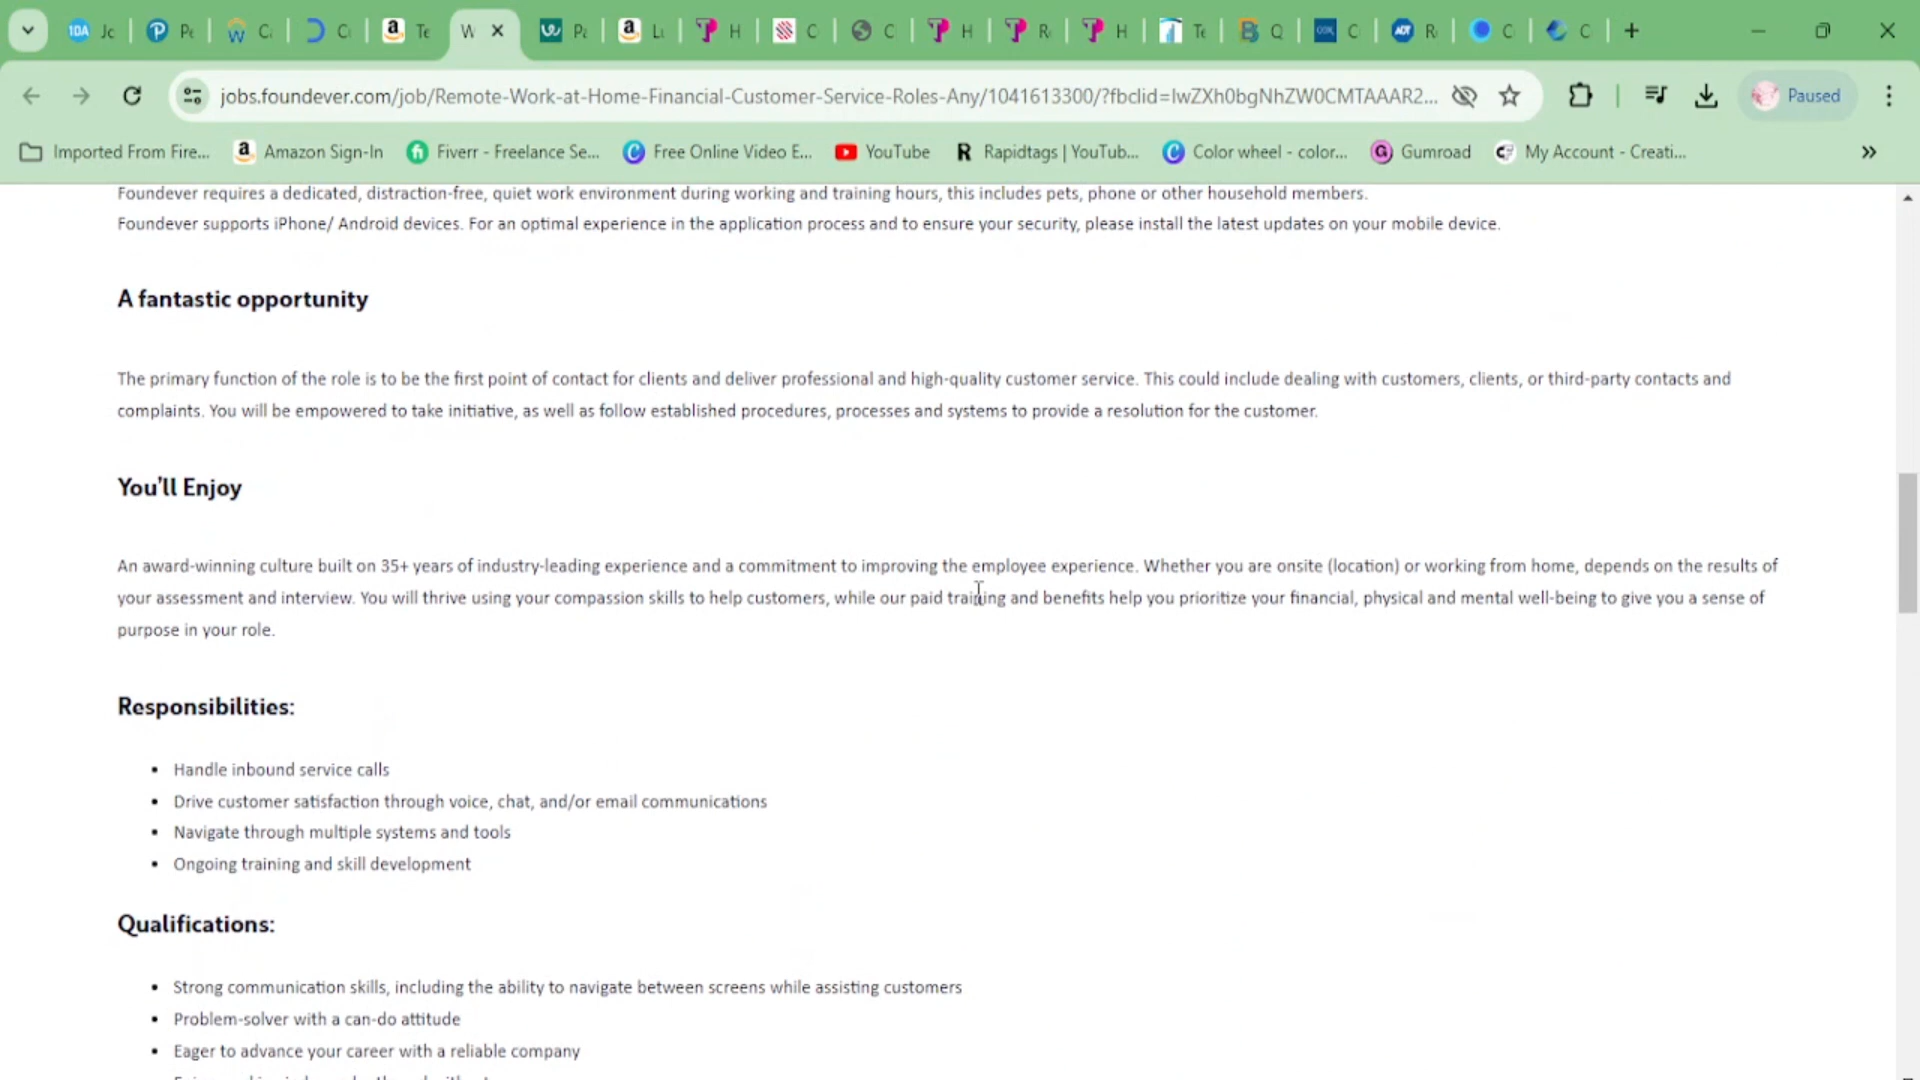 1DA Jc
Pe
C
C
a Te
W
Pa
a Lu
H
C
C
H
R
H
Te
Q
COX C
ADT R
C
C
jobs.foundever.com/job/Remote-Work-at-Home-Financial-Customer-Service-Roles-Any/1041613300/?fbclid=IwZXh0bgNhZW0CMTAAAR2...
Paused
Imported From Fire...
Amazon Sign-In
Fiverr - Freelance Se...
Free Online Video E...
YouTube
Rapidtags | YouTub...
Color wheel - color...
Gumroad
My Account - Creati...
Foundever requires a dedicated, distraction-free, quiet work environment during working and training hours, this includes pets, phone or other household members.
Foundever supports iPhone/ Android devices. For an optimal experience in the application process and to ensure your security, please install the latest updates on your mobile device.
A fantastic opportunity
The primary function of the role is to be the first point of contact for clients and deliver professional and high-quality customer service. This could include dealing with customers, clients, or third-party contacts and
complaints. You will be empowered to take initiative, as well as follow established procedures, processes and systems to provide a resolution for the customer.
You'll Enjoy
An award-winning culture built on 35+ years of industry-leading experience and a commitment to improving the employee experience. Whether you are onsite (location) or working from home, depends on the results of
your assessment and interview. You will thrive using your compassion skills to help customers, while our paid training and benefits help you prioritize your financial, physical and mental well-being to give you a sense of
purpose in your role.
Responsibilities:
• Handle inbound service calls
• Drive customer satisfaction through voice, chat, and/or email communications
• Navigate through multiple systems and tools
• Ongoing training and skill development
Qualifications:
• Strong communication skills, including the ability to navigate between screens while assisting customers
• Problem-solver with a can-do attitude
• Eager to advance your career with a reliable company